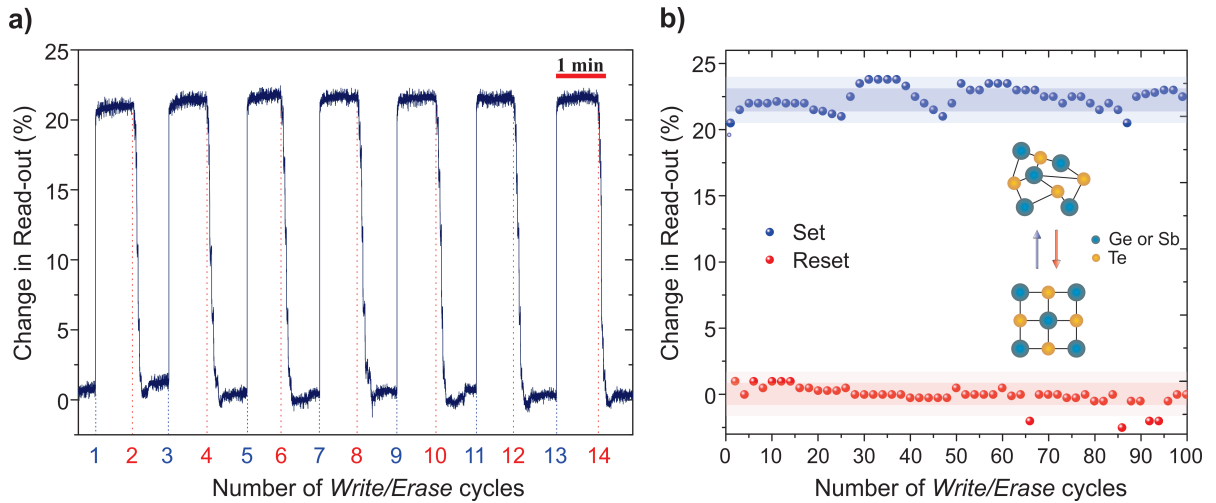 a)
25
20
15
10
5
0
Change in Read-out (%)
1 min
1 2 3 4 5 6 7 8 9 10 11 12 13 14
Number of Write/Erase cycles
b)
25
20
15
10
25
5
0
Change in Read-out (%)
Set
Reset
Ge or Sb
Te
0 10 20 30 40 50 60 70 80 90 100
Number of Write/Erase cycles